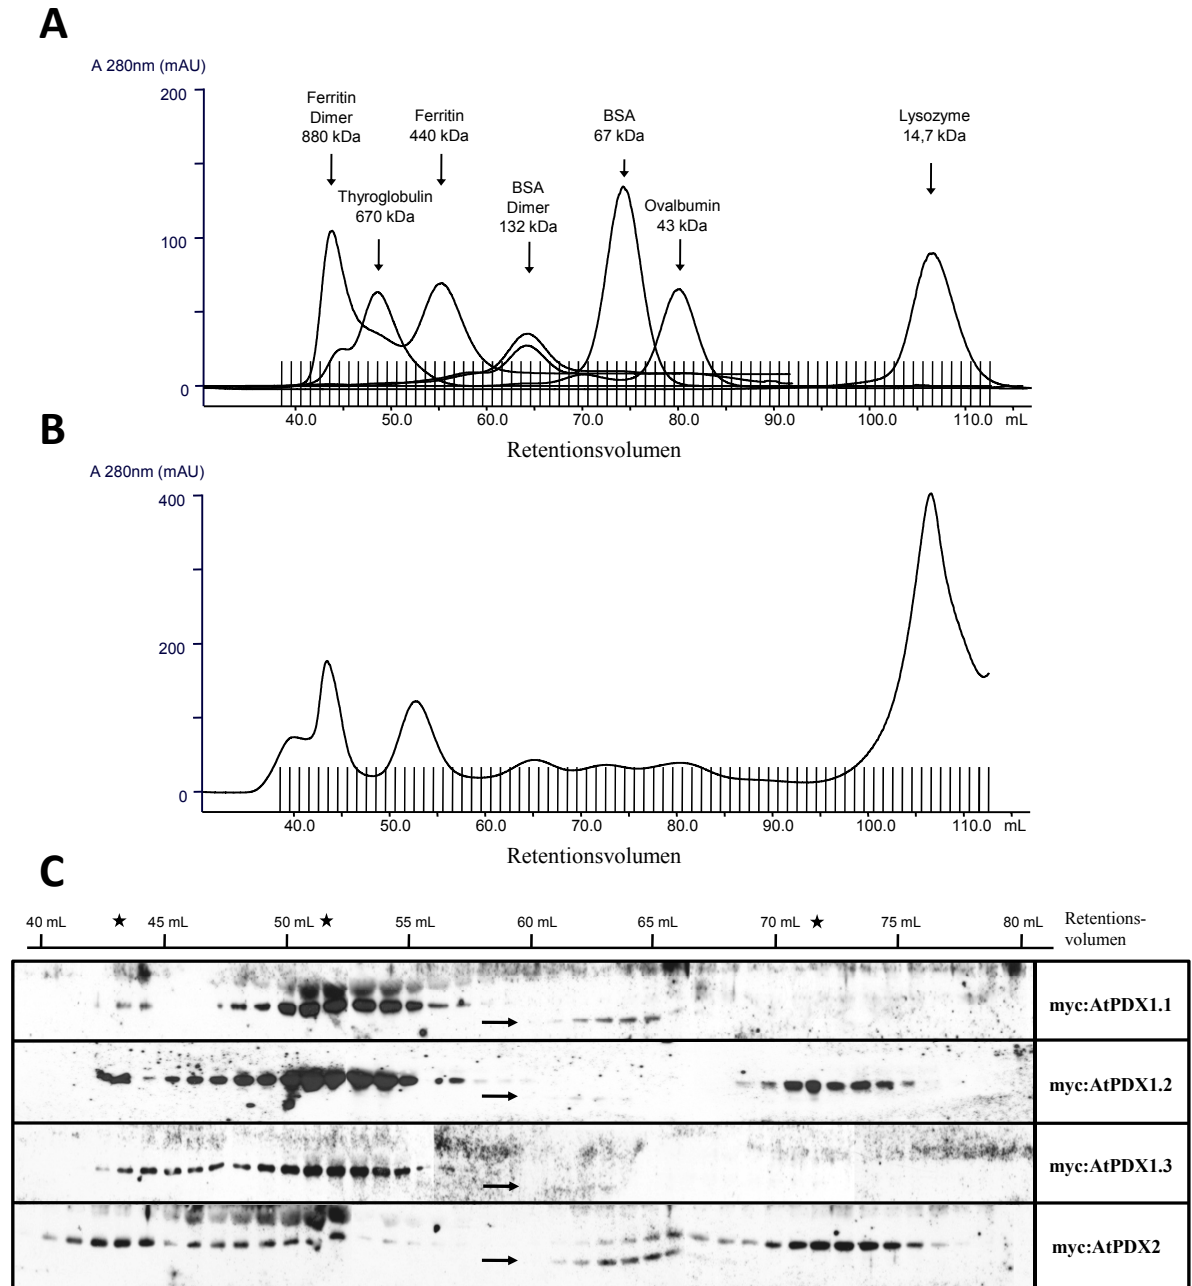 A
A 280nm (mAU)
200
100
0
Ferritin
Dimer
880 kDa
Thyroglobulin
670 kDa
Ferritin
440 kDa
BSA
Dimer
132 kDa
BSA
67 kDa
Ovalbumin
43 kDa
Lysozyme
14,7 kDa
40.0 50.0 60.0 70.0 80.0 90.0 100.0 110.0 mL
Retentionsvolumen
B
A 280nm (mAU)
400
200
0
40.0 50.0 60.0 70.0 80.0 90.0 100.0 110.0 mL
Retentionsvolumen
C
40 mL ★ 45 mL 50 mL ★ 55 mL 60 mL 65 mL 70 mL ★ 75 mL 80 mL
Retentions-
volumen
myc:AtPDX1.1
myc:AtPDX1.2
myc:AtPDX1.3
myc:AtPDX2